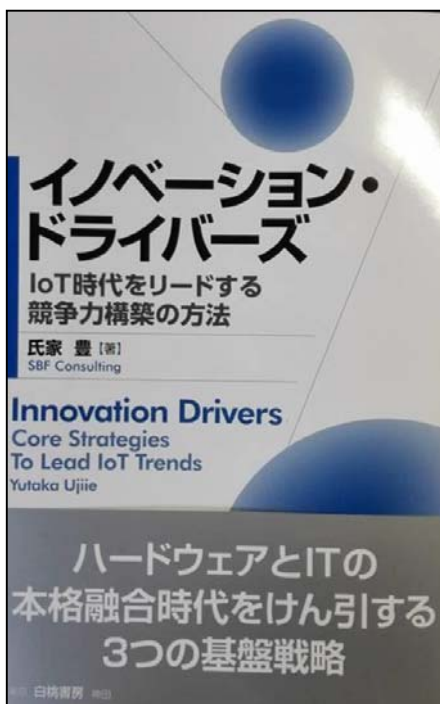 イノベーション・
ドライバーズ
IoT時代をリードする
競争力構築の方法
氏家 豊【著】
SBF Consulting
Innovation Drivers
Core Strategies
To Lead IoT Trends
Yutaka Ujiie
ハードウェアとITの
本格融合時代をけん引する
3つの基盤戦略
白桃書房 神田